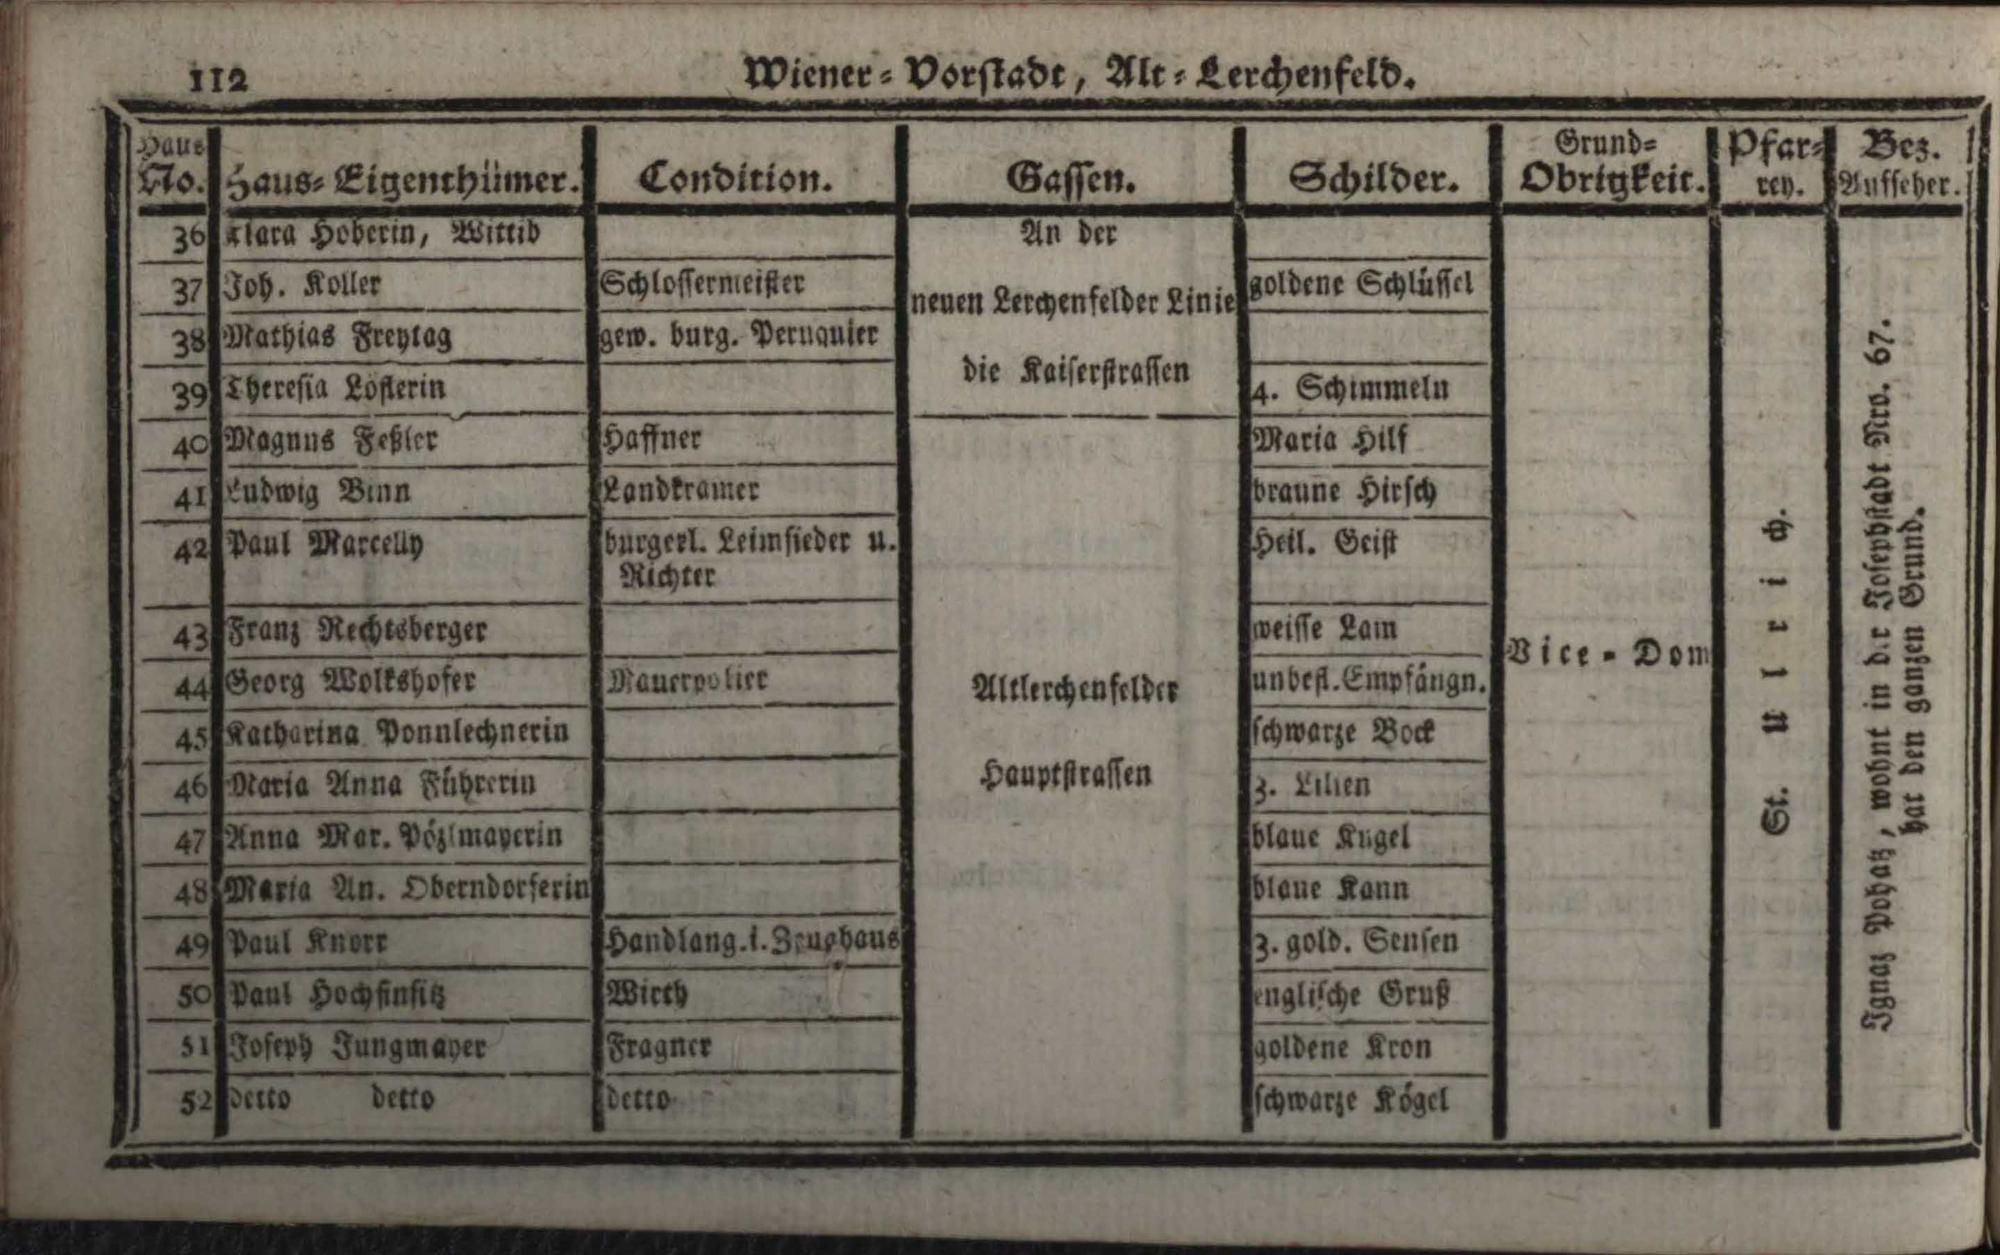 112
Wiener-Vorstadt, Alt-Lerchenfeld.
Haus No. Haus-Eigenthümer. Condition. Gassen. Schilder. Grund-Obrigkeit. Pfarrey. Bez. Aufseher.
36 Klara Hoberin, Wittib
37 Joh. Koller Schlossermeister goldene Schlüssel
38 Mathias Freytag gew. burg. Peruquier
39 Theresia Löstlerin 4. Schimmeln
An der
neuen Lerchenfelder Linie
die Kaiserstrassen
40 Magnus Feßler Haffner Maria Hilf
41 Ludwig Binn Landkramer braune Hirsch
42 Paul Marcelly burgerl. Leimsieder u. Heil. Geist
Richter
43 Franz Rechtsberger weisse Lam
44 Georg Wolkshofer Mauerpolier unbefl. Empfängn.
45 Katharina Ponnlechnerin schwarze Bock
46 Maria Anna Führerin 3. Lilien
47 Anna Mar. Pözlmayerin blaue Kugel
48 Maria An. Oberndorferin blaue Kann
49 Paul Knorr Handlang. i. Zeughaus 3. gold. Sensen
50 Paul Hochfinsitz Wirth englische Gruß
51 Joseph Jungmayer Fragner goldene Kron
52 detto detto detto schwarze Kögel
Altlerchenfelder
Hauptstrassen
Vice-Dom
St. Ulrich.
Ignaz Pohatz, wohnt in der Josephstadt Nro. 67.
hat den ganzen Grund.